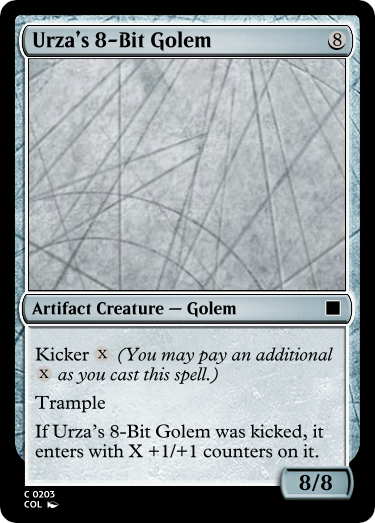 Urza's 8-Bit Golem 8
Artifact Creature — Golem
Kicker X (You may pay an additional
X as you cast this spell.)
Trample
If Urza's 8-Bit Golem was kicked, it
enters with X +1/+1 counters on it.
8/8
C 0203
COL